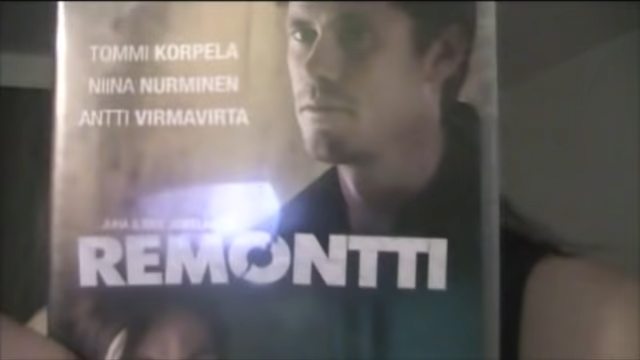 TOMMI KORPELA
NIINA NURMINEN
ANTTI VIRMAVIRTA
REMONTTI